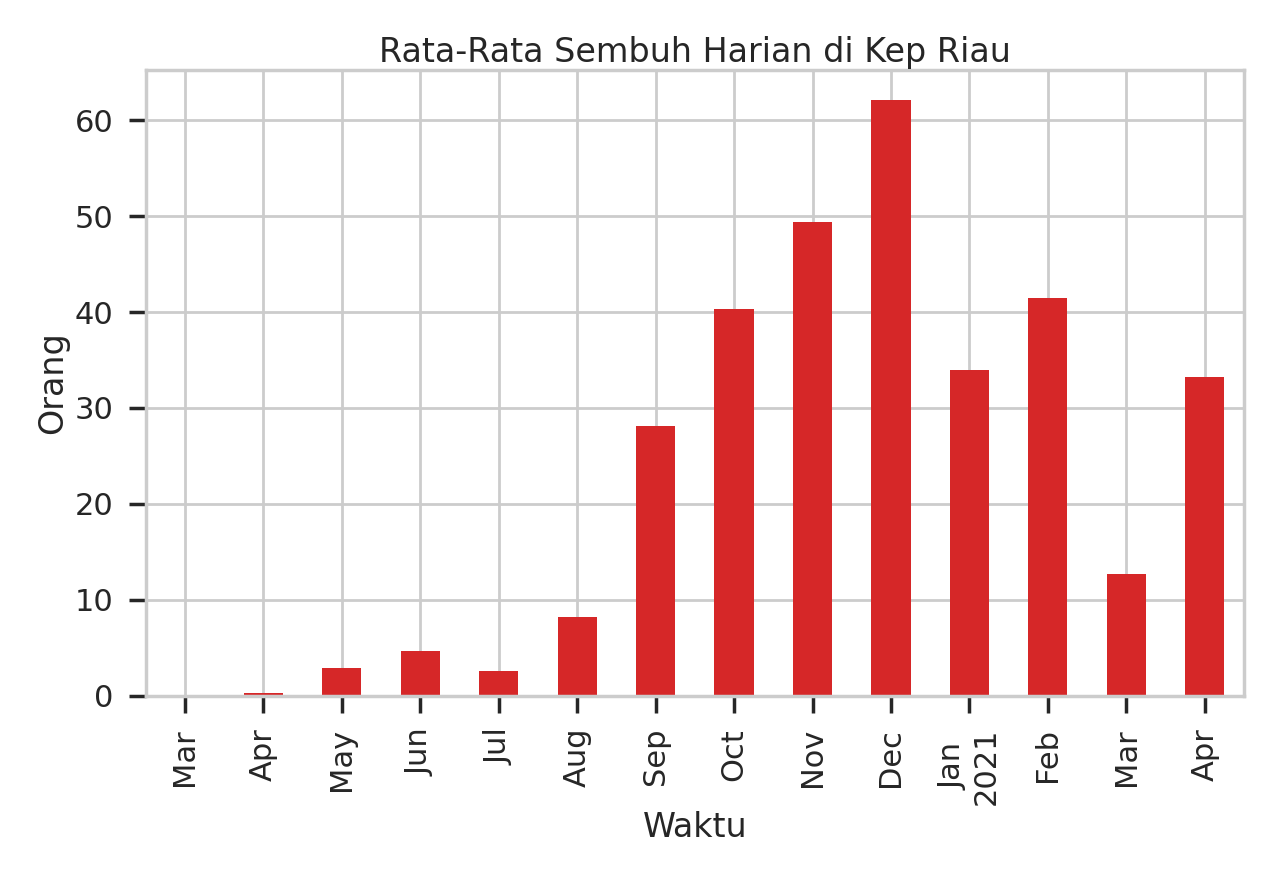 Rata-Rata Sembuh Harian di Kep Riau
Orang
60
50
40
30
20
10
0
Mar
Apr
May
Jun
Jul
Aug
Sep
Oct
Nov
Dec
Jan
2021
Feb
Mar
Apr
Waktu